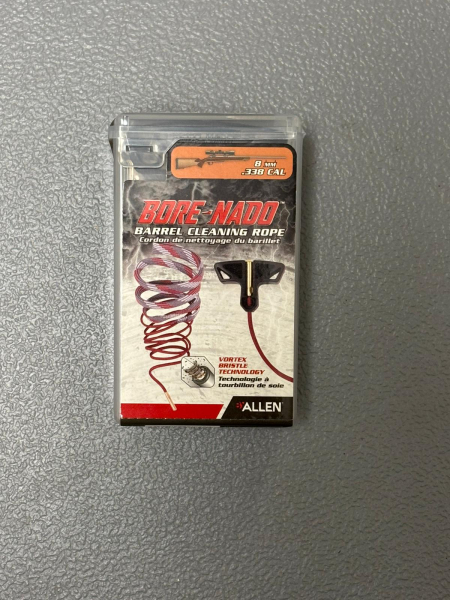 8 MM
.338 CAL
BORE-NADO™
BARREL CLEANING ROPE
Cordon de nettoyage du barillet
VORTEX
BRISTLE
TECHNOLOGY
Technologie à
tourbillon de soie
ALLEN